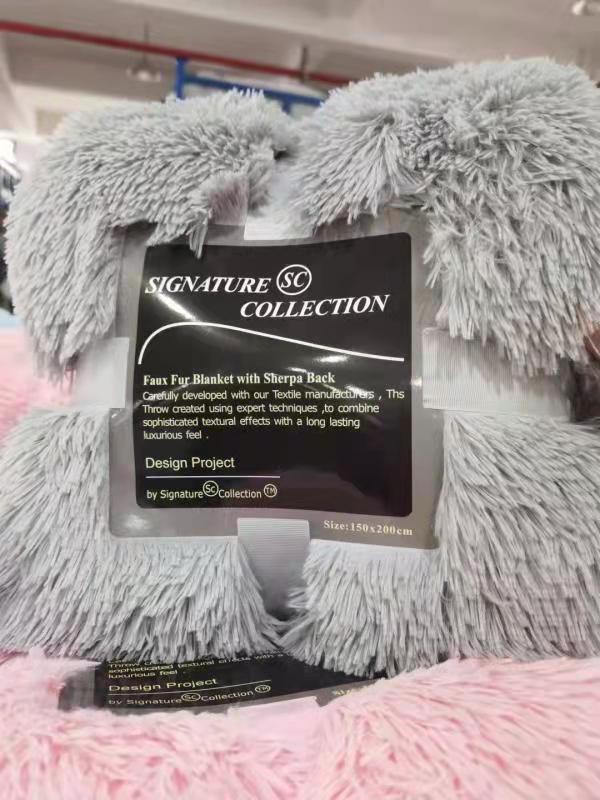 SIGNATURE SC
COLLECTION
Faux Fur Blanket with Sherpa Back
Carefully developed with our Textile manufacturers , Ths
Throw created using expert techniques ,to combine
sophisticated textural effects with a long lasting
luxurious feel .
Design Project
by Signature Sc Collection TM
Size:150x200cm
sophisticated textural effects with a
luxurious feel .
Design Project
by Signature SC Collection TM